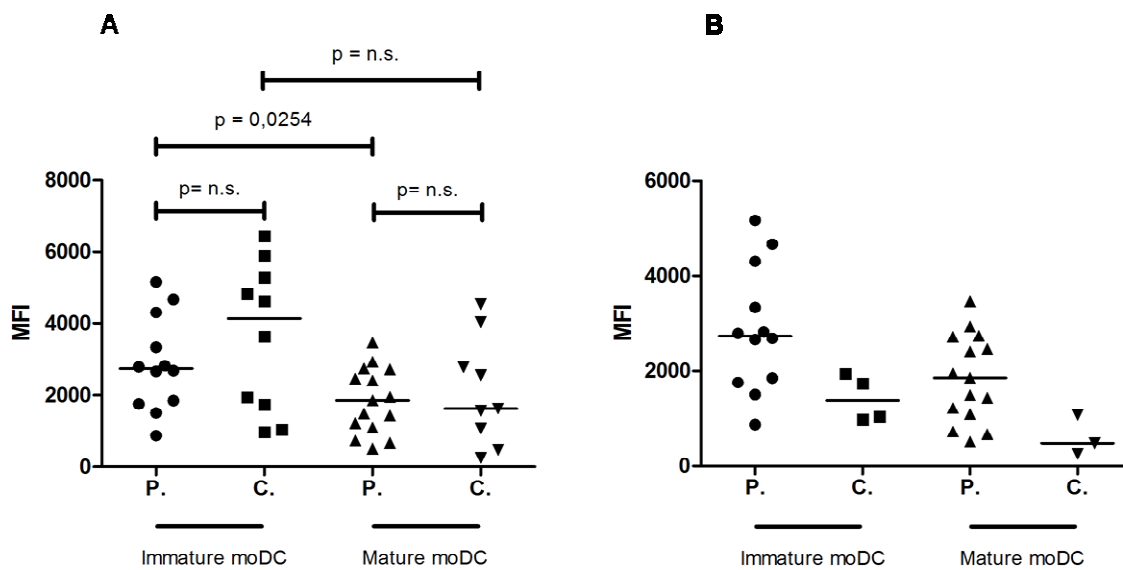 A
p = n.s.
p = 0,0254
p= n.s.
p= n.s.
8000
6000
4000
2000
0
MFI
P.
C.
P.
C.
Immature moDC
Mature moDC
B
6000
4000
2000
0
MFI
P.
C.
P.
C.
Immature moDC
Mature moDC